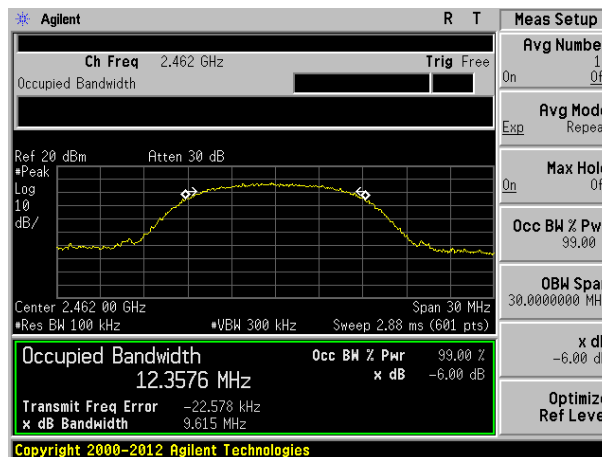 Agilent R T
Ch Freq 2.462 GHz Trig Free
Occupied Bandwidth
Ref 20 dBm Atten 30 dB
#Peak
Log
10
dB/
Center 2.462 00 GHz Span 30 MHz
#Res BW 100 kHz #VBW 300 kHz Sweep 2.88 ms (601 pts)
Occupied Bandwidth Occ BW % Pwr 99.00 %
12.3576 MHz x dB -6.00 dB
Transmit Freq Error -22.578 kHz
x dB Bandwidth 9.615 MHz
Copyright 2000-2012 Agilent Technologies
Meas Setup
Avg Numbe
1
On Of
Avg Mod
Exp Repea
Max Hol
On Of
Occ BW % Pw
99.00
OBW Spa
30.0000000 MH
x d
-6.00 d
Optimiz
Ref Leve